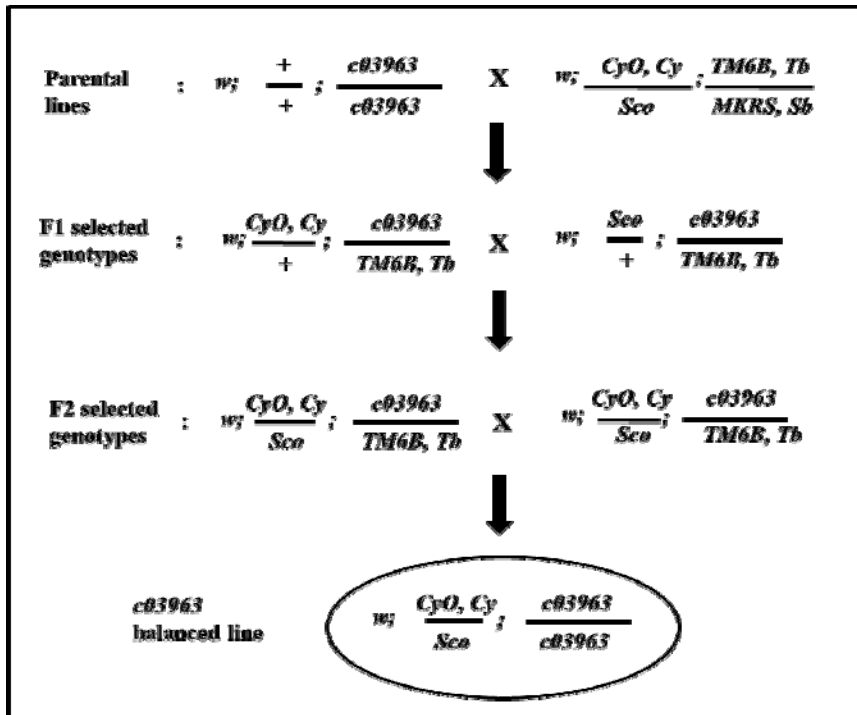 + c03963 CyO, Cy TM6B, Tb
Parental : w; ; X w; ;
lines + c03963 Sco MKRS, Sb
F1 selected CyO, Cy c03963 Sco c03963
genotypes : w; ; X w; ;
+ TM6B, Tb + TM6B, Tb
F2 selected CyO, Cy c03963 CyO, Cy c03963
genotypes : w; ; X w; ;
Sco TM6B, Tb Sco TM6B, Tb
c03963 CyO, Cy c03963
balanced line w; ;
Sco c03963